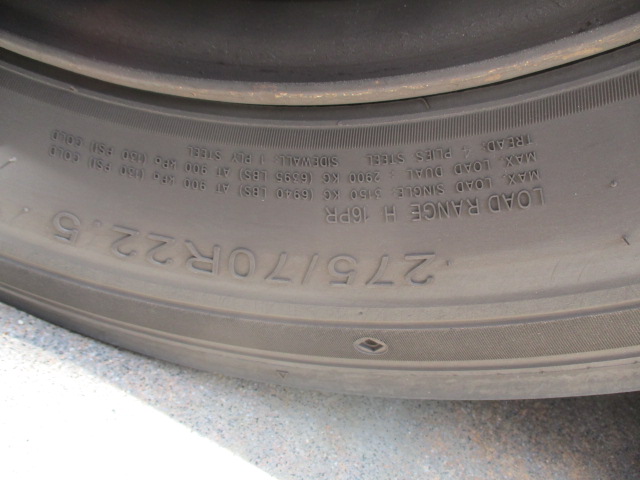 275/70R22.5
LOAD RANGE H 16PR
MAX. LOAD SINGLE: 3150 KG (6940 LBS) AT 900 KPa (130 PSI) COLD
MAX. LOAD DUAL : 2900 KG (6395 LBS) AT 900 KPa (130 PSI) COLD
TREAD: 4 PLIES STEEL SIDEWALL: 1 PLY STEEL